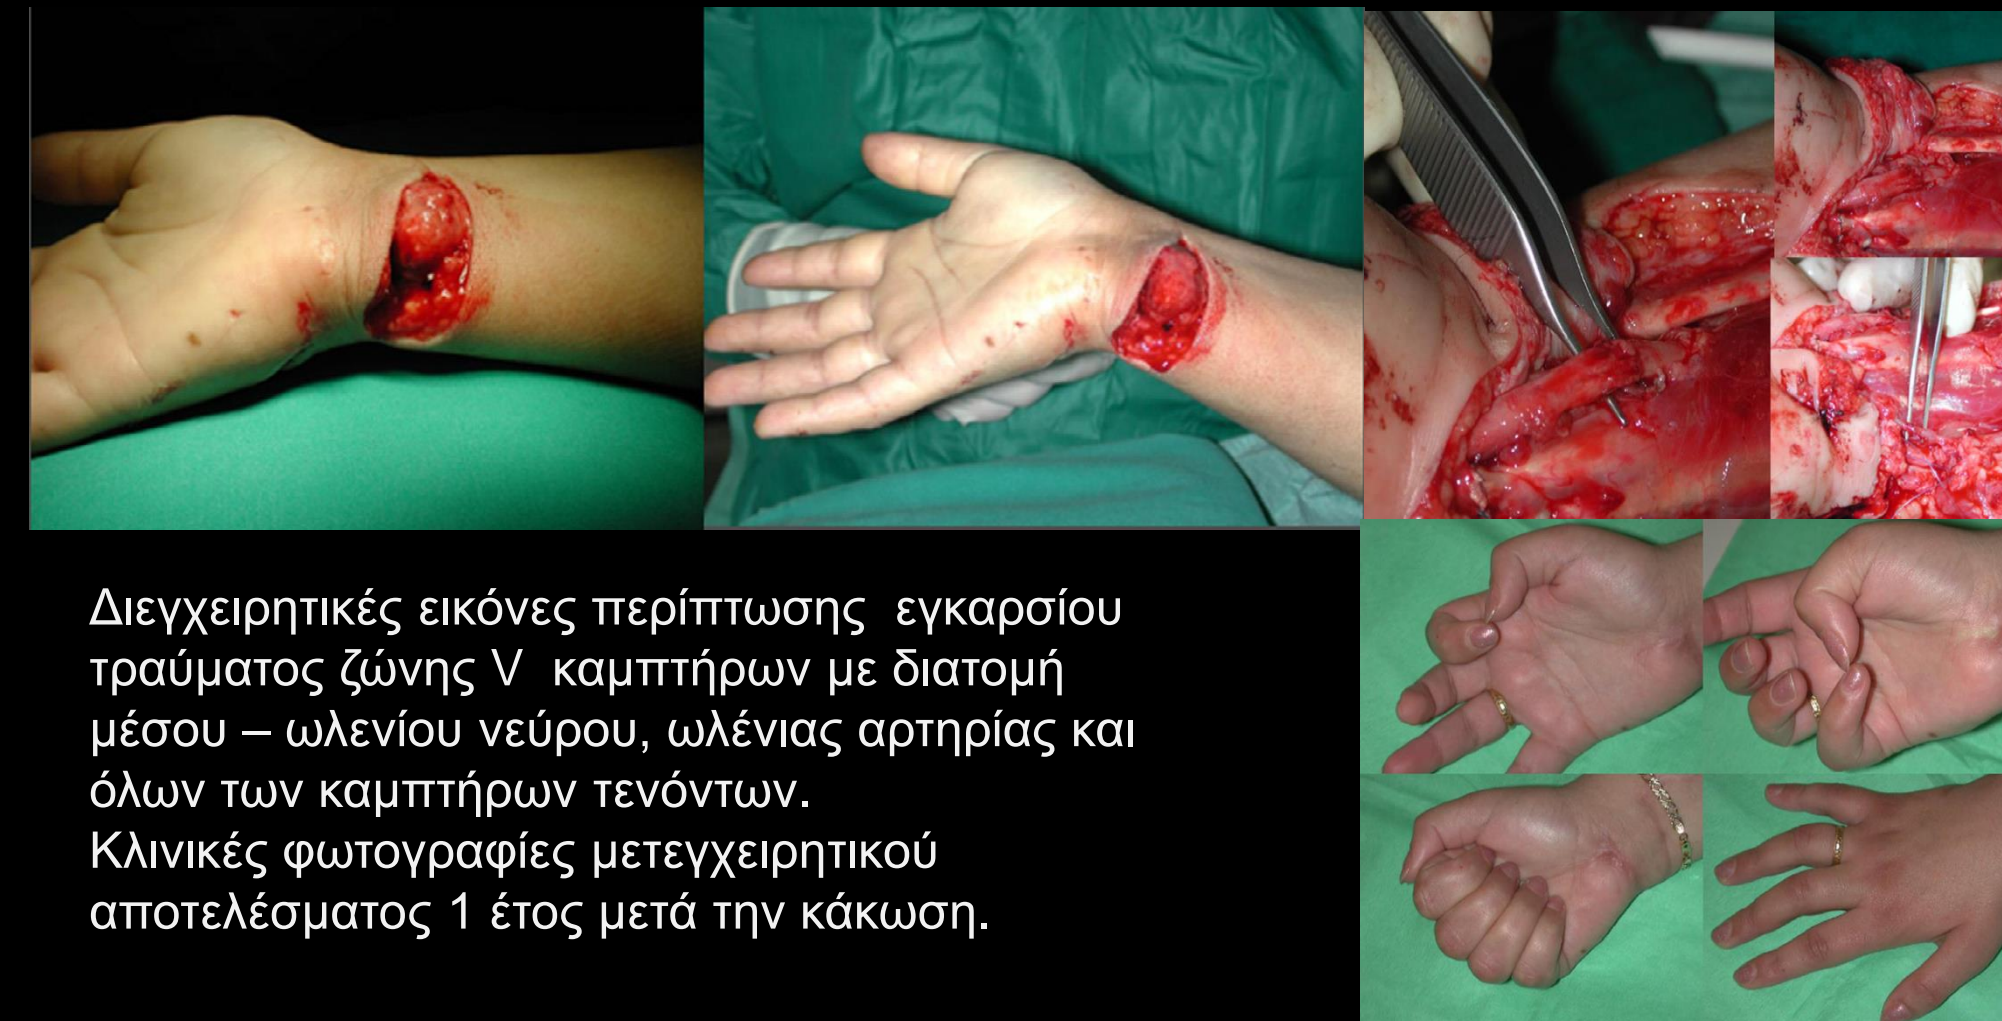 Διεγχειρητικές εικόνες περίπτωσης εγκαρσίου
τραύματος ζώνης V καμπτήρων με διατομή
μέσου – ωλενίου νεύρου, ωλένιας αρτηρίας και
όλων των καμπτήρων τενόντων.
Κλινικές φωτογραφίες μετεγχειρητικού
αποτελέσματος 1 έτος μετά την κάκωση.